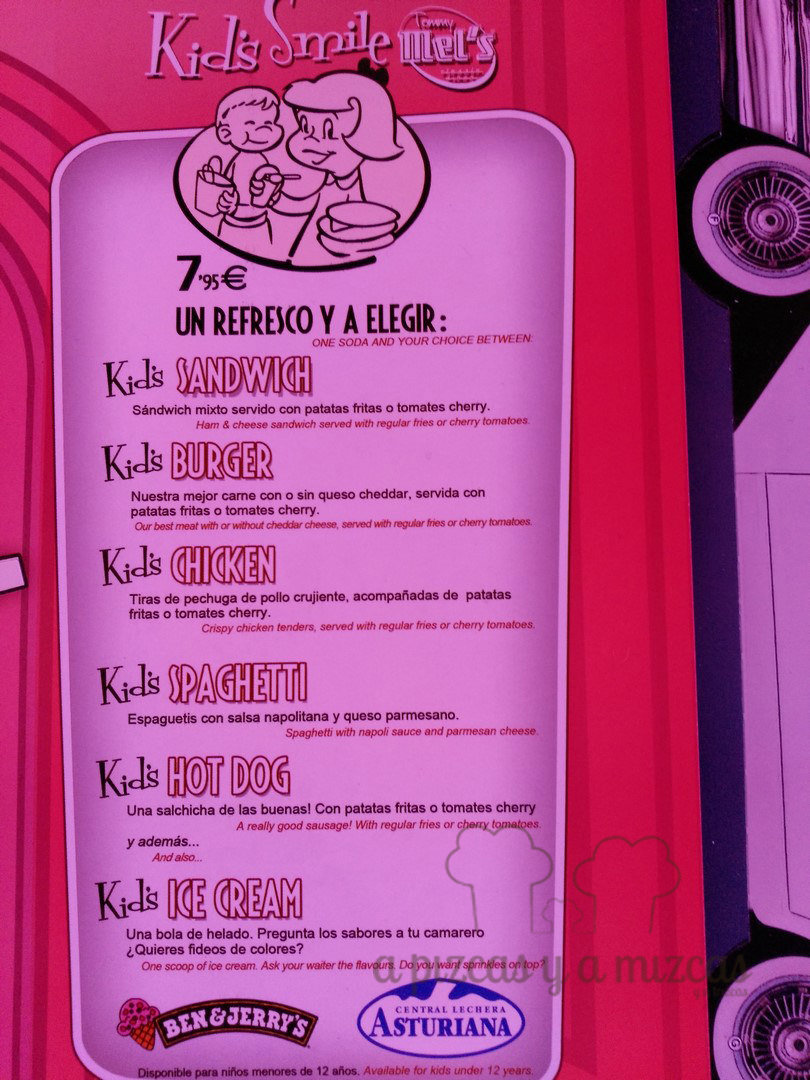 Kid's Smile Tommy Mel's
7'95€
UN REFRESCO Y A ELEGIR:
ONE SODA AND YOUR CHOICE BETWEEN:
Kid's SANDWICH
Sándwich mixto servido con patatas fritas o tomates cherry.
Ham & cheese sandwich served with regular fries or cherry tomatoes.
Kid's BURGER
Nuestra mejor carne con o sin queso cheddar, servida con
patatas fritas o tomates cherry.
Our best meat with or without cheddar cheese, served with regular fries or cherry tomatoes.
Kid's CHICKEN
Tiras de pechuga de pollo crujiente, acompañadas de patatas
fritas o tomates cherry.
Crispy chicken tenders, served with regular fries or cherry tomatoes.
Kid's SPAGHETTI
Espaguetis con salsa napolitana y queso parmesano.
Spaghetti with napoli sauce and parmesan cheese.
Kid's HOT DOG
Una salchicha de las buenas! Con patatas fritas o tomates cherry
A really good sausage! With regular fries or cherry tomatoes.
y además...
And also...
Kid's ICE CREAM
Una bola de helado. Pregunta los sabores a tu camarero
¿Quieres fideos de colores?
One scoop of ice cream. Ask your waiter the flavours. Do you want sprinkles on top?
a pizcas y a mizcas
BEN & JERRY'S
CENTRAL LECHERA
ASTURIANA
Disponible para niños menores de 12 años. Available for kids under 12 years.